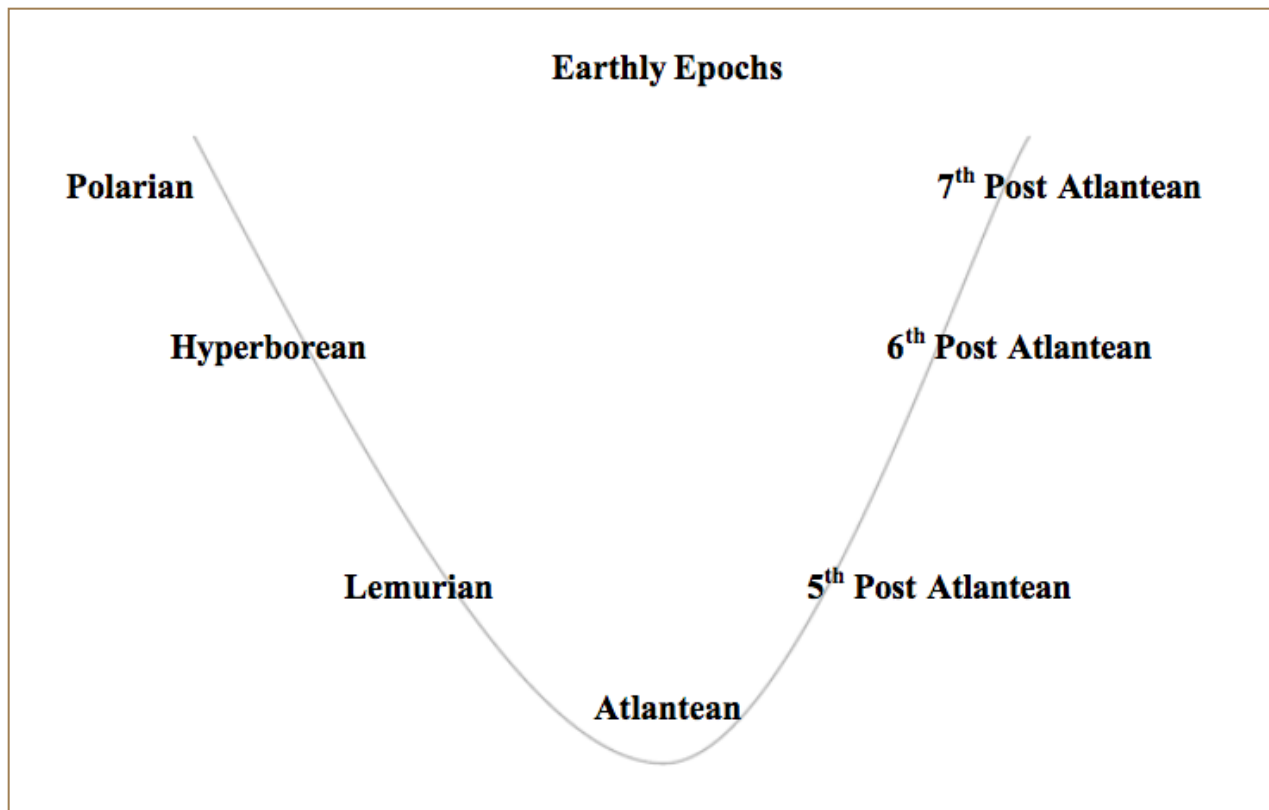 Earthly Epochs
Polarian
7th Post Atlantean
Hyperborean
6th Post Atlantean
Lemurian
5th Post Atlantean
Atlantean